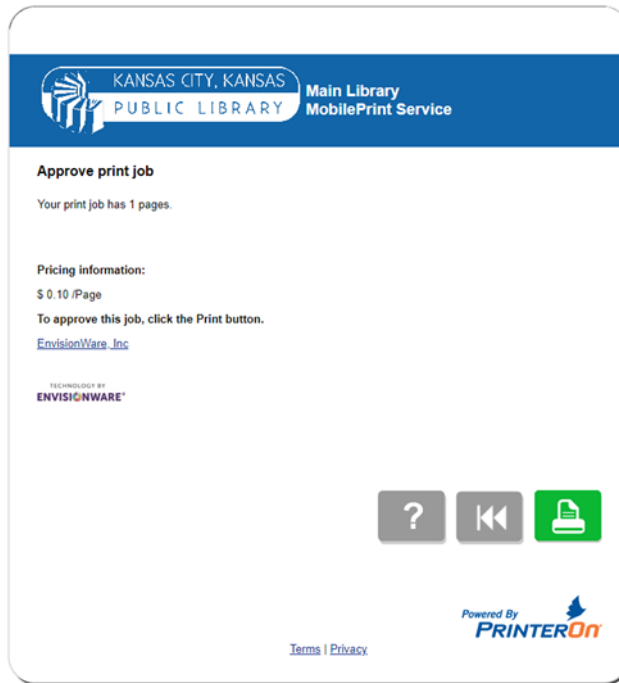 KANSAS CITY, KANSAS
PUBLIC LIBRARY
Main Library
MobilePrint Service
Approve print job
Your print job has 1 pages.
Pricing information:
$ 0.10 /Page
To approve this job, click the Print button.
EnvisionWare, Inc
TECHNOLOGY BY
ENVISIONWARE®
?
Powered By
PRINTERON
Terms | Privacy